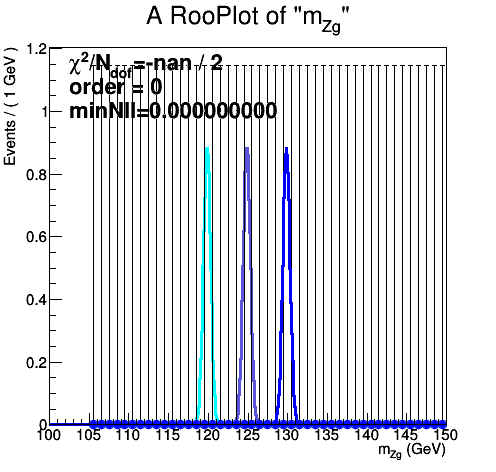 A RooPlot of "m_Zg"
χ²/N_dof=-nan / 2
order = 0
minNll=0.000000000
Events / ( 1 GeV )
1.2
1
0.8
0.6
0.4
0.2
0
100 105 110 115 120 125 130 135 140 145 150
m_Zg (GeV)